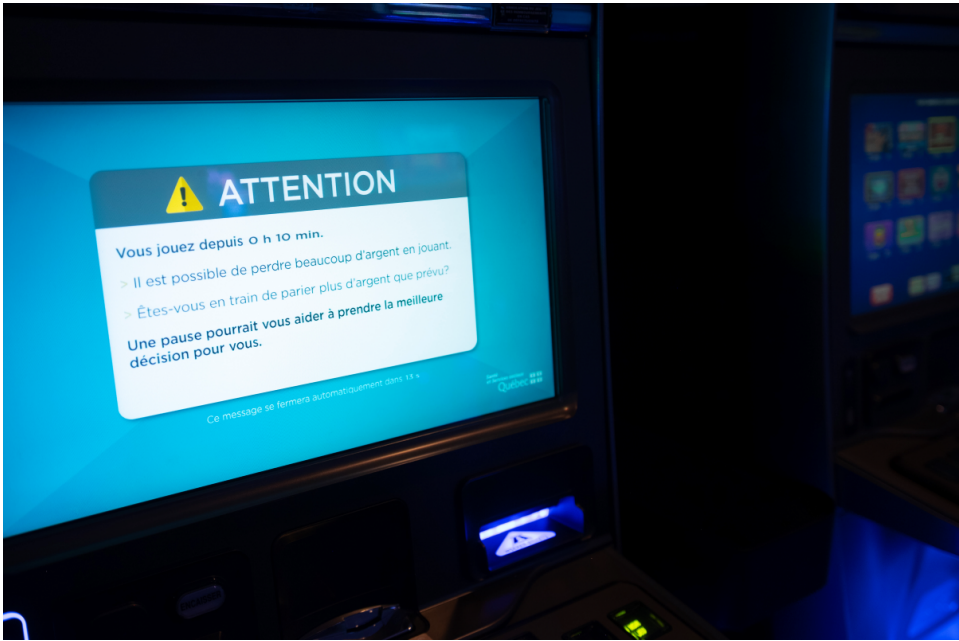 ATTENTION
Vous jouez depuis 0 h 10 min.
> Il est possible de perdre beaucoup d'argent en jouant.
> Êtes-vous en train de parier plus d'argent que prévu?
Une pause pourrait vous aider à prendre la meilleure
décision pour vous.
Ce message se fermera automatiquement dans 13 s
Québec